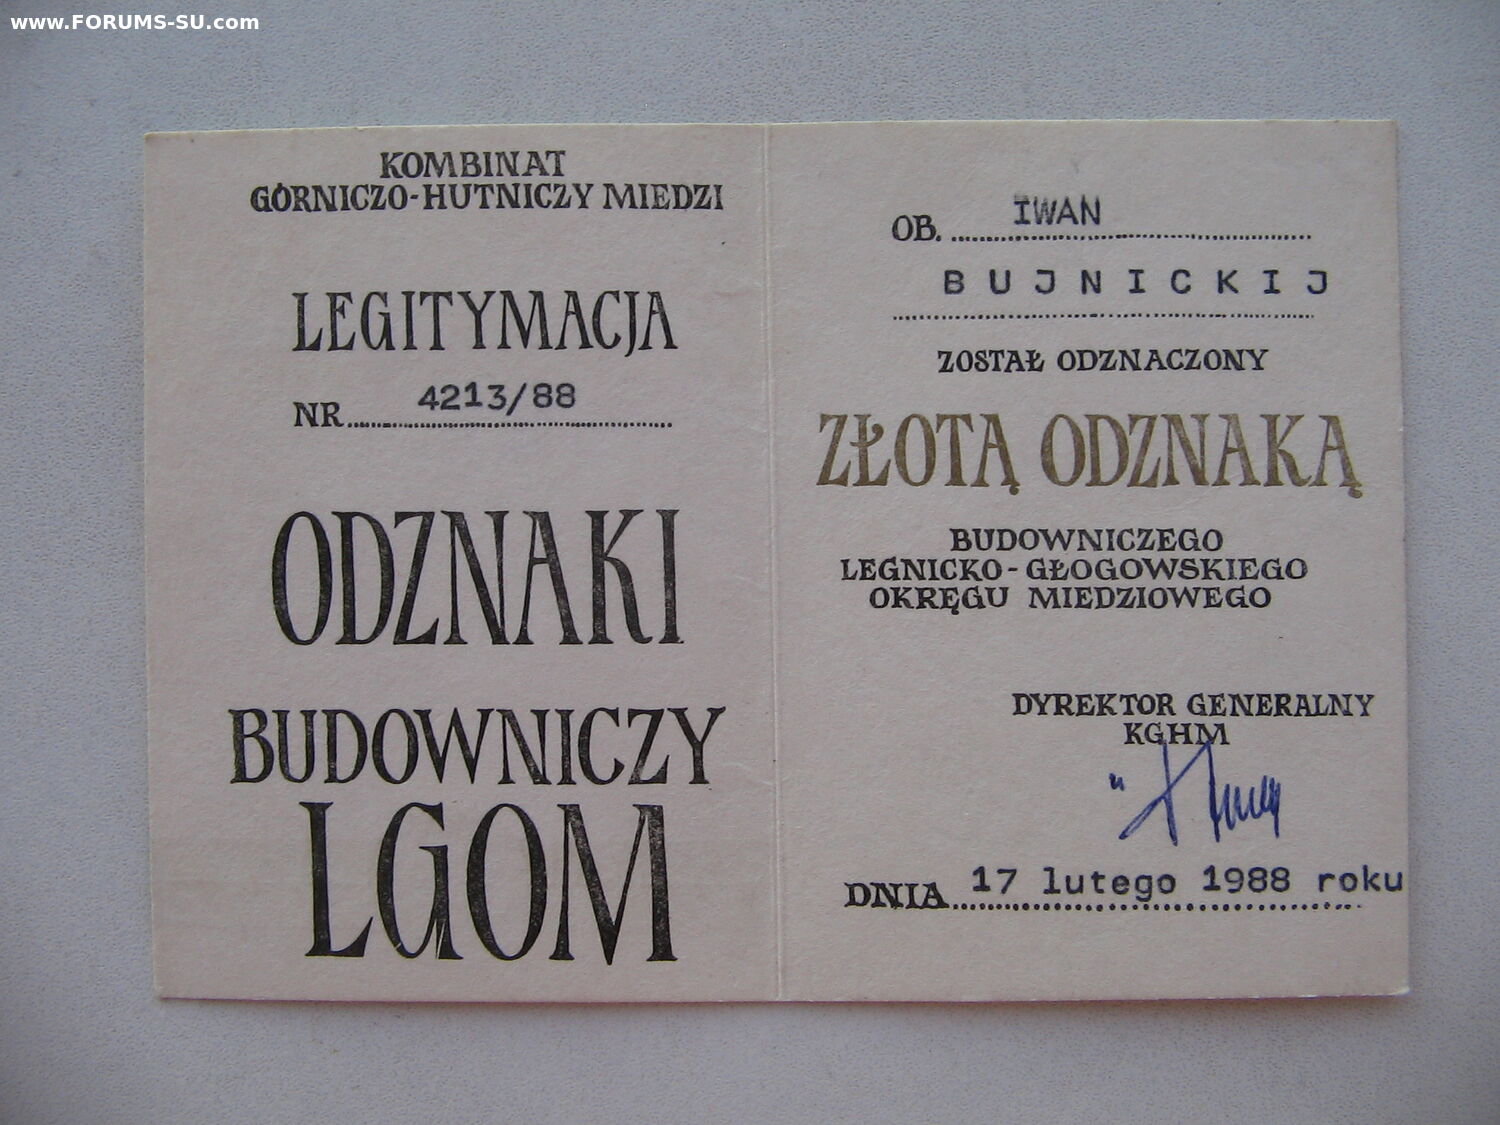 www.FORUMS-SU.com
KOMBINAT
GÓRNICZO-HUTNICZY MIEDZI
LEGITYMACJA
NR 4213/88
ODZNAKI
BUDOWNICZY
LGOM
OB. IWAN
BUJNICKIJ
ZOSTAŁ ODZNACZONY
ZŁOTĄ ODZNAKĄ
BUDOWNICZEGO
LEGNICKO-GŁOGOWSKIEGO
OKRĘGU MIEDZIOWEGO
DYREKTOR GENERALNY
KGHM
DNIA 17 lutego 1988 roku